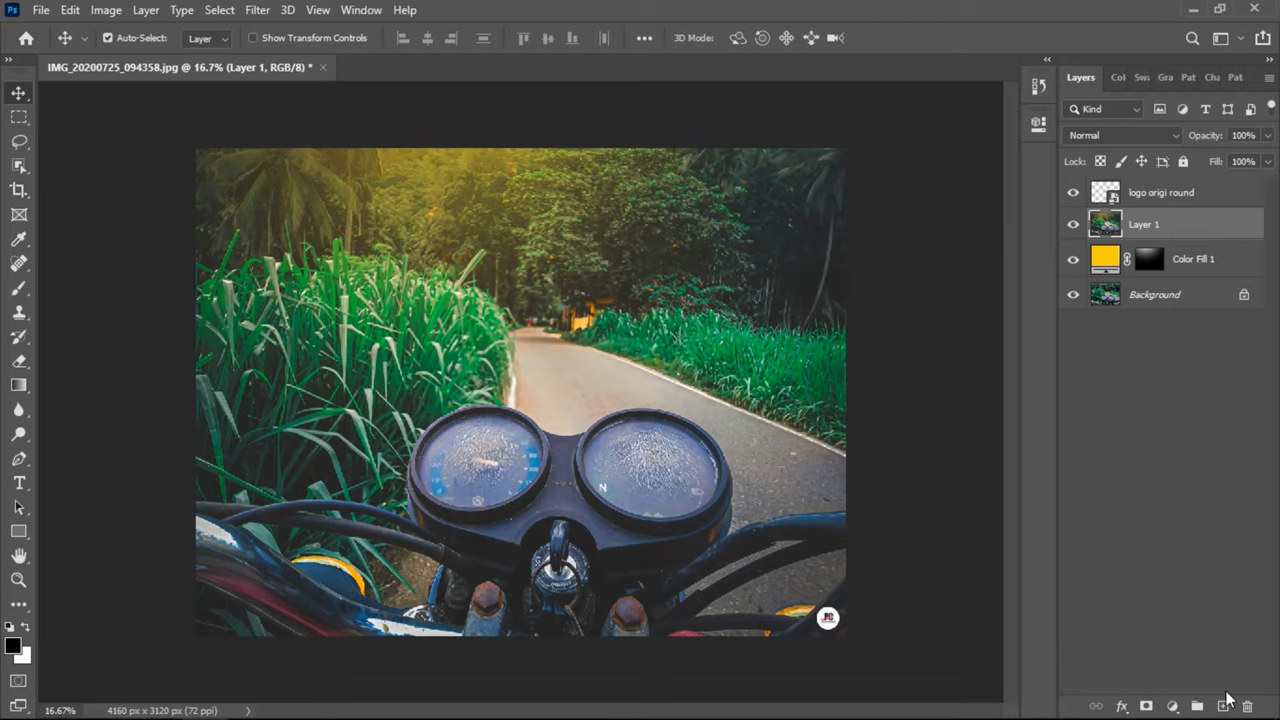 Ps File Edit Image Layer Type Select Filter 3D View Window Help
Auto-Select: Layer Show Transform Controls 3D Mode:
IMG_20200725_094358.jpg @ 16.7% (Layer 1, RGB/8) *
Layers Col Swa Gra Pat Cha Pat
Kind
Normal Opacity: 100%
Lock: Fill: 100%
logo origi round
Layer 1
Color Fill 1
Background
N
16.67% 4160 px x 3120 px (72 ppi)
fx